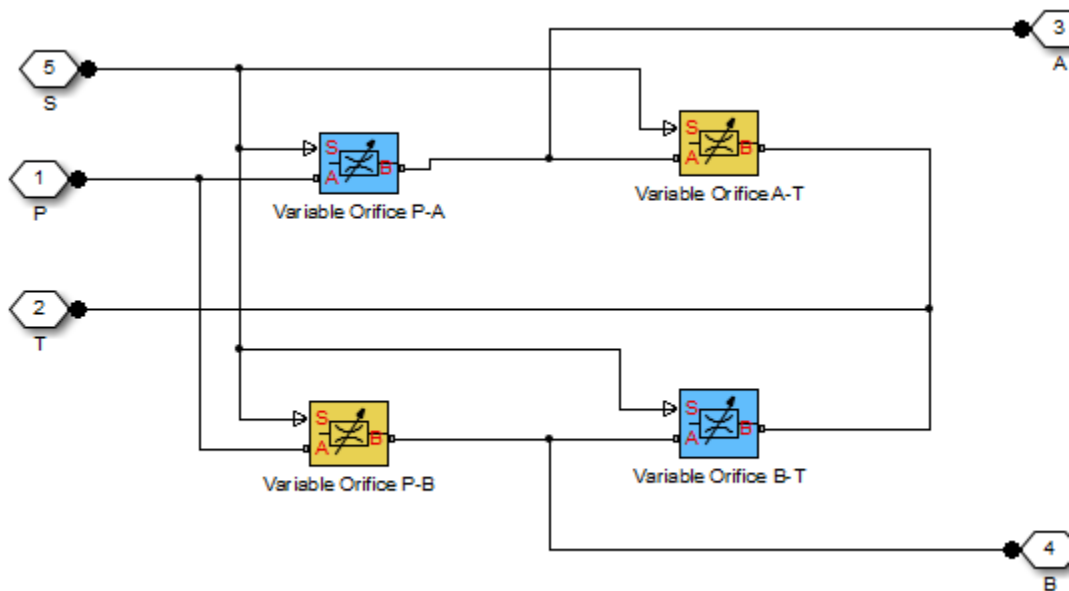 3
A
5
S
S
A
B
Variable Orifice A-T
S
A
B
Variable Orifice P-A
1
P
2
T
S
A
B
Variable Orifice P-B
S
A
B
Variable Orifice B-T
4
B